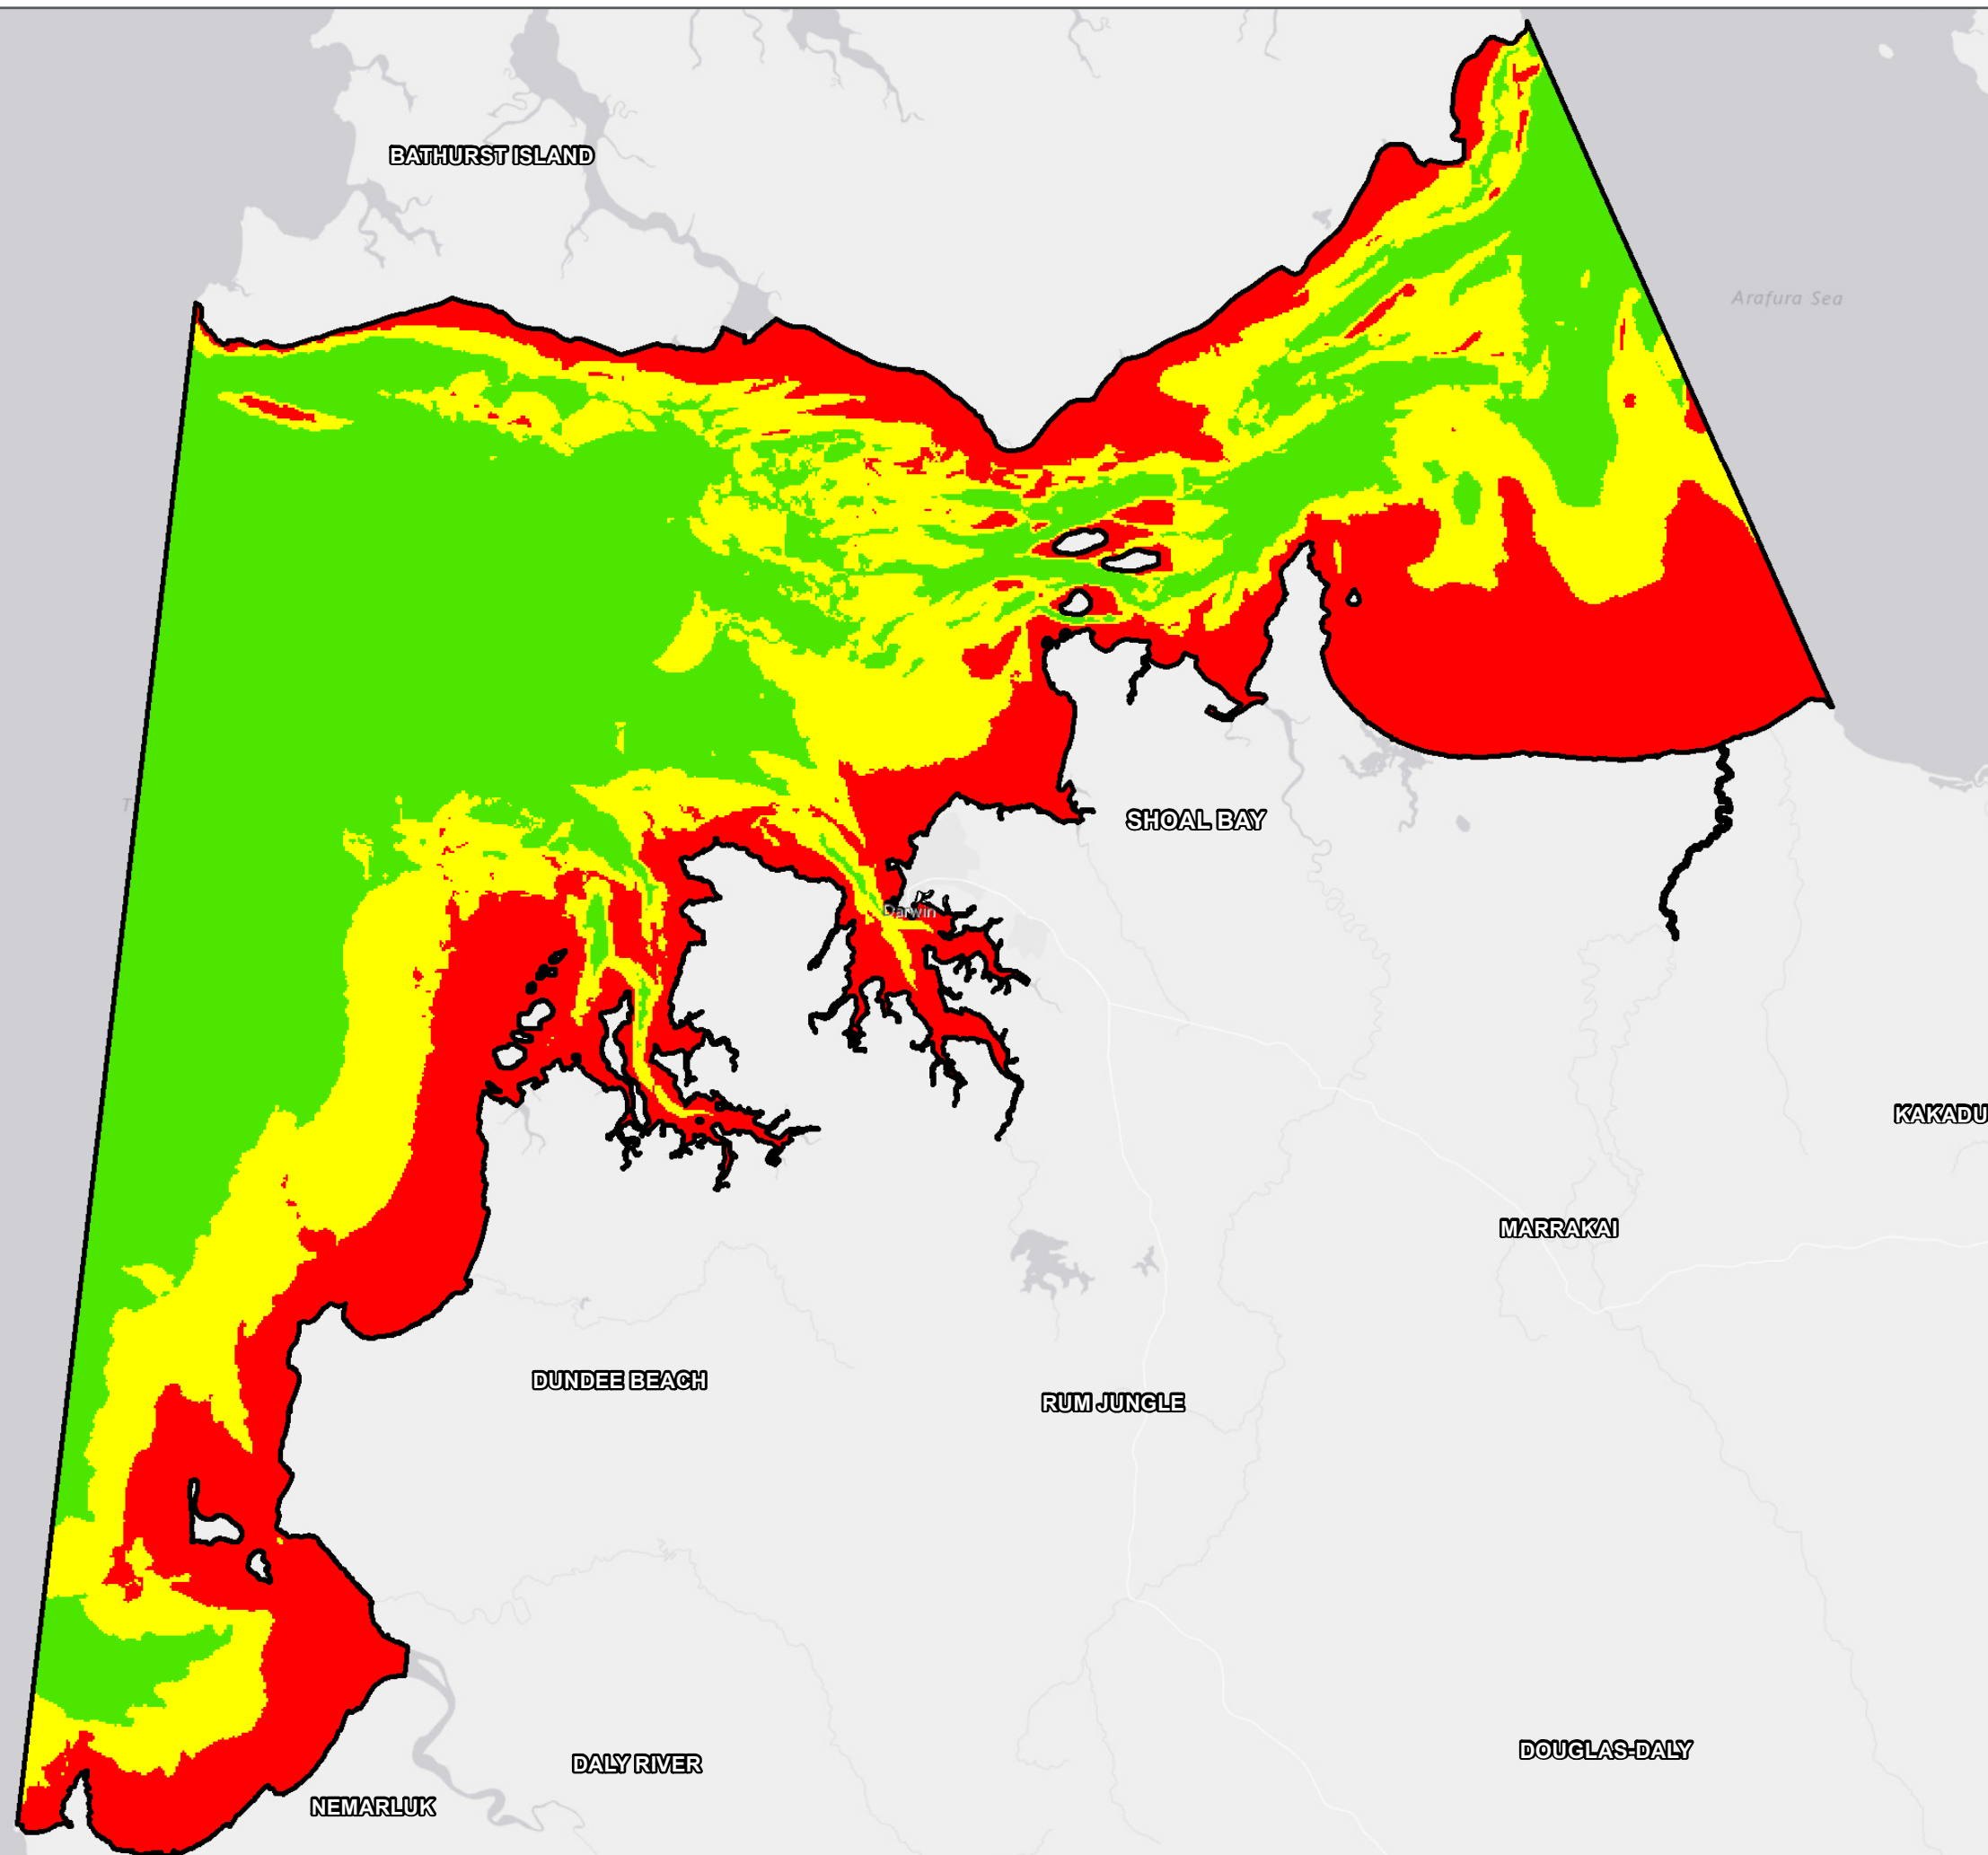 BATHURST ISLAND
Arafura Sea
SHOAL BAY
Darwin
KAKADU
MARRAKAI
DUNDEE BEACH
RUM JUNGLE
DOUGLAS-DALY
DALY RIVER
NEMARLUK